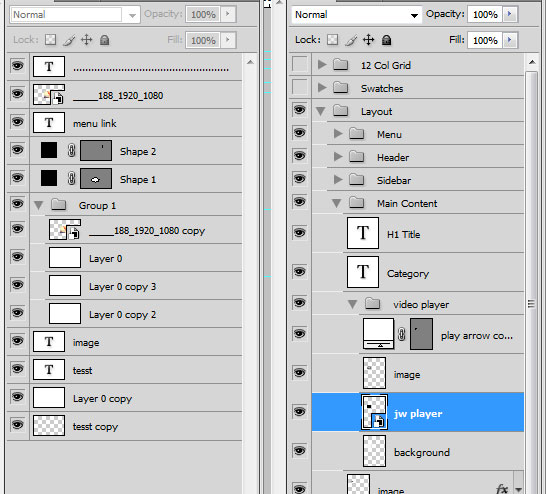 Normal Opacity: 100%
Lock: Fill: 100%
T ......................................................
_____188_1920_1080
T menu link
Shape 2
Shape 1
Group 1
_____188_1920_1080 copy
Layer 0
Layer 0 copy 3
Layer 0 copy 2
T image
T tesst
Layer 0 copy
tesst copy
Normal Opacity: 100%
Lock: Fill: 100%
12 Col Grid
Swatches
Layout
Menu
Header
Sidebar
Main Content
T H1 Title
T Category
video player
play arrow co...
image
jw player
background
image fx